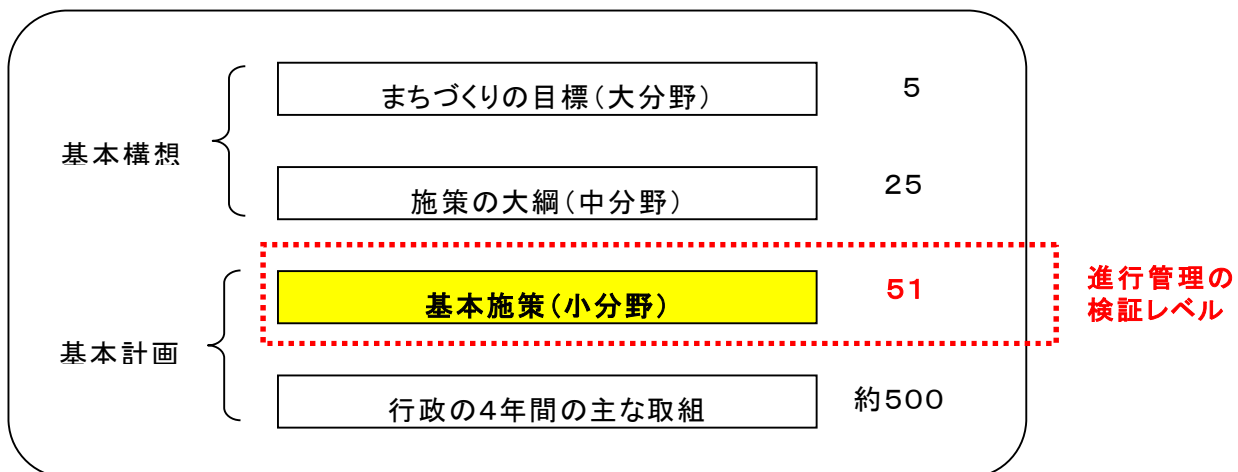 まちづくりの目標(大分野)
5
基本構想
施策の大綱(中分野)
25
基本施策(小分野)
51
進行管理の
検証レベル
基本計画
行政の4年間の主な取組
約500